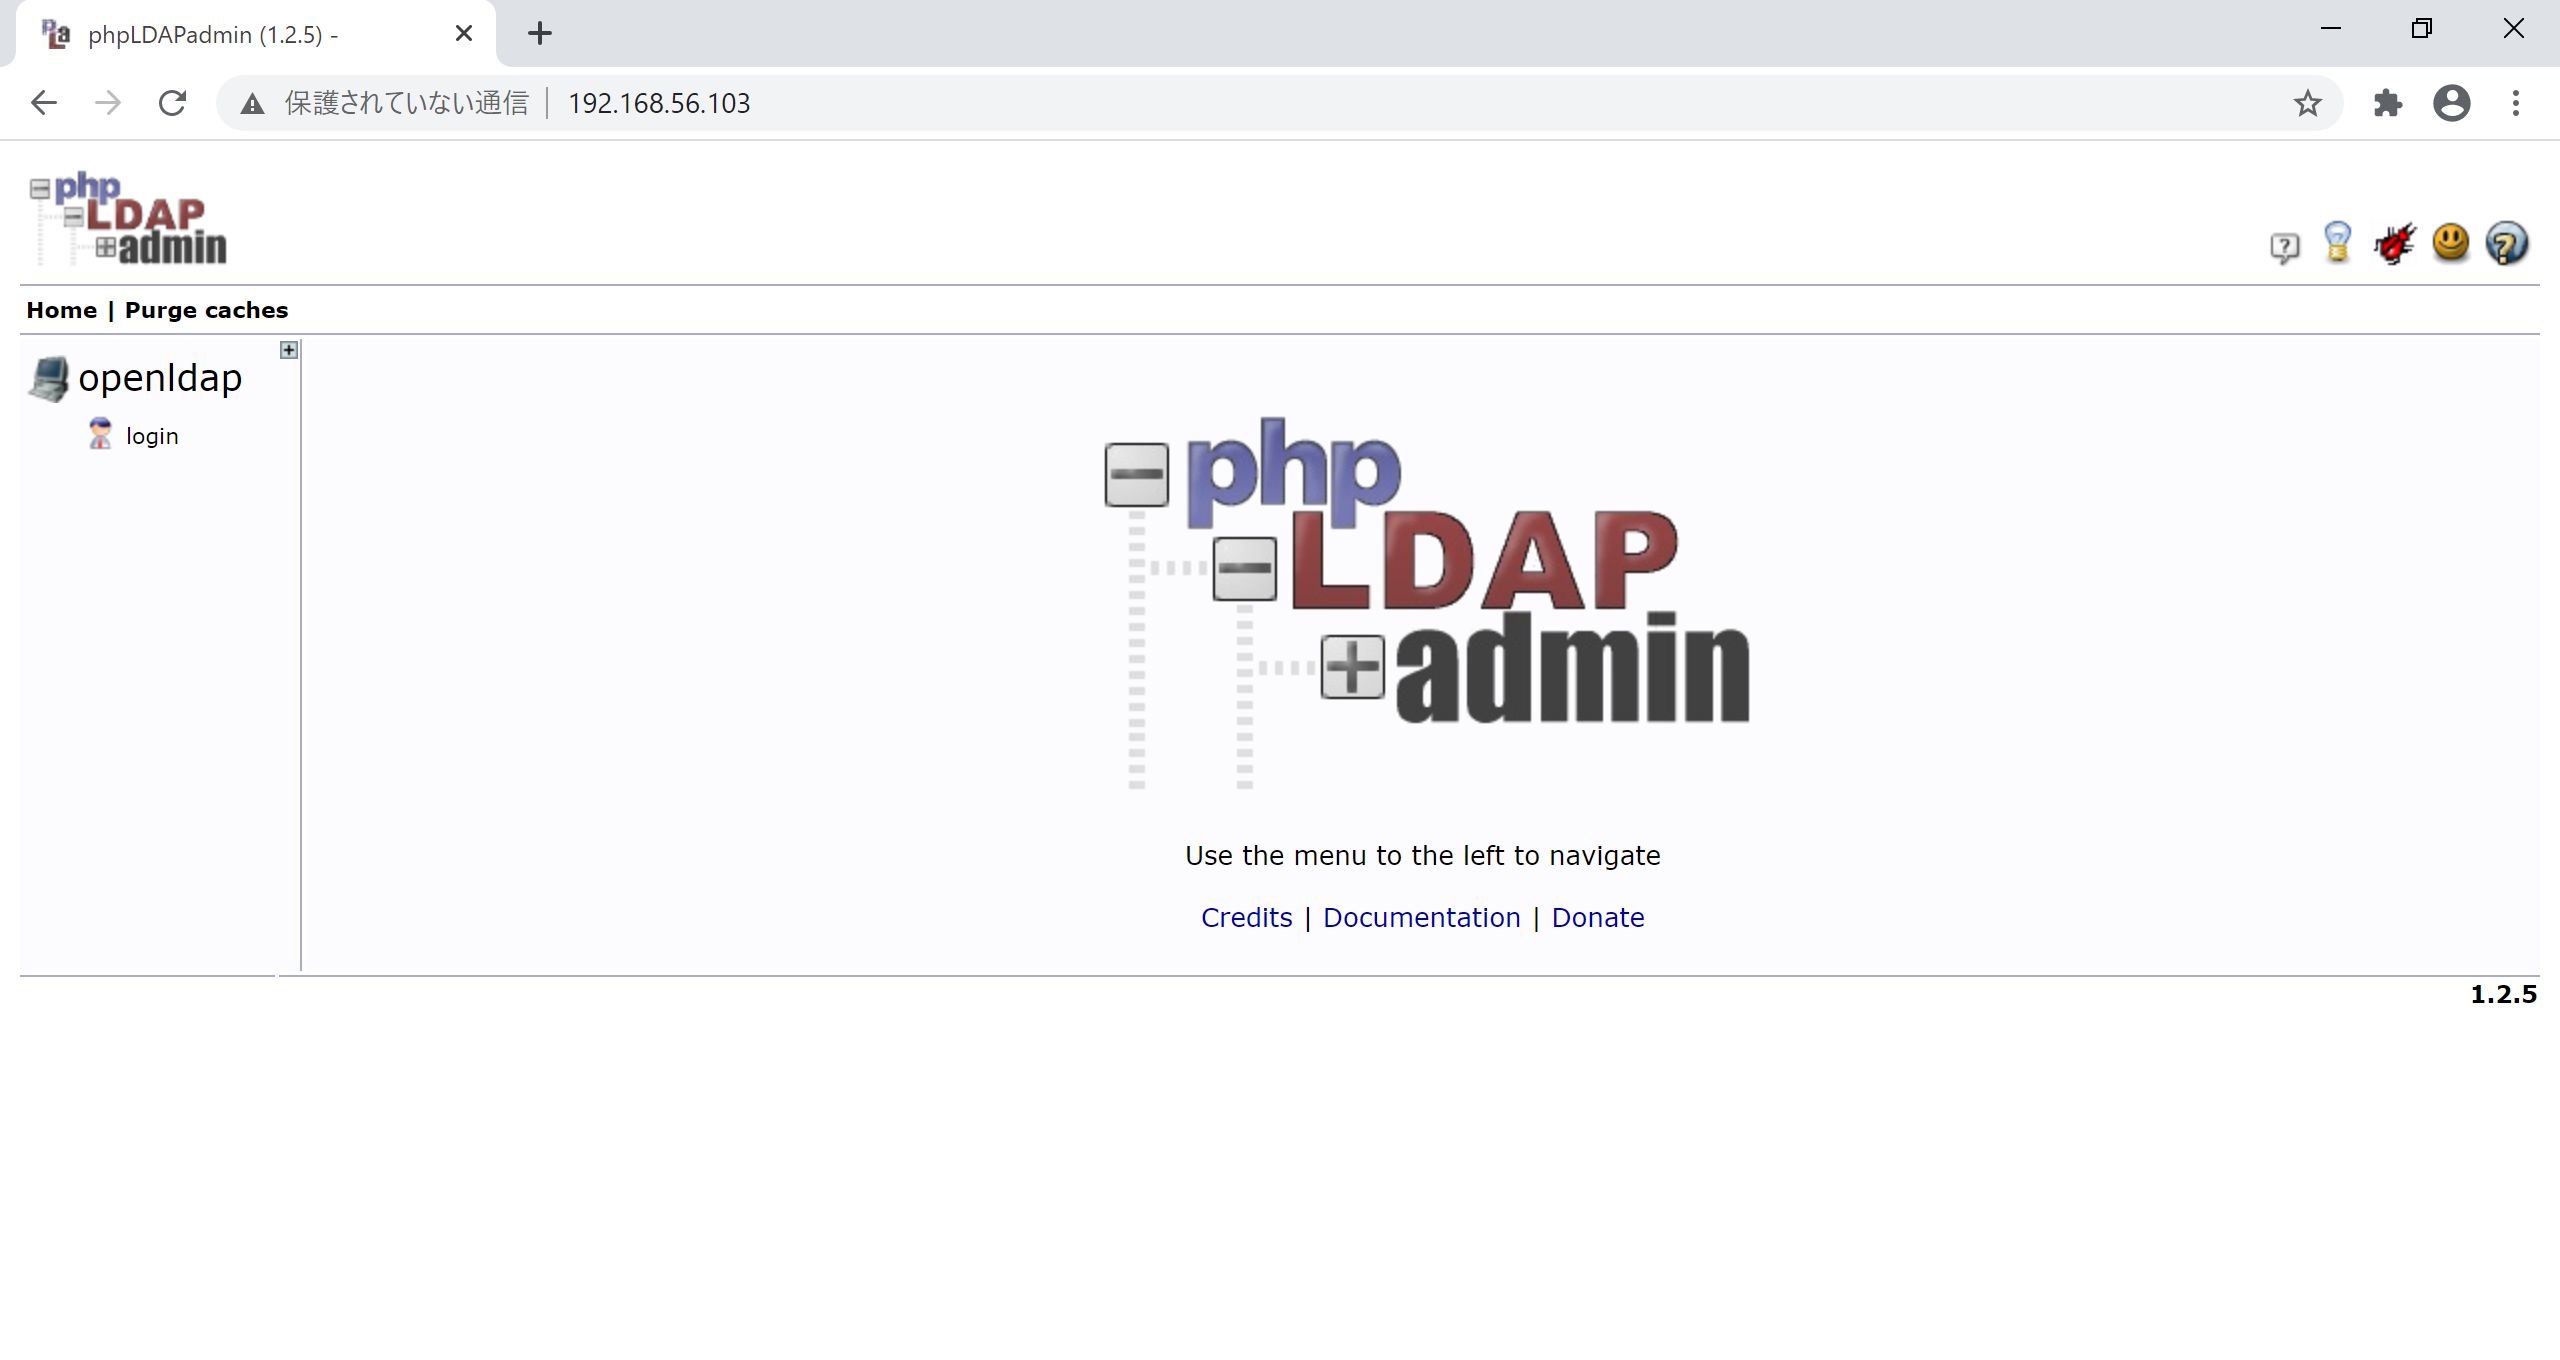 phpLDAPadmin (1.2.5) -
保護されていない通信 | 192.168.56.103
php
LDAP
admin
Home | Purge caches
openldap
login
php
LDAP
admin
Use the menu to the left to navigate
Credits | Documentation | Donate
1.2.5